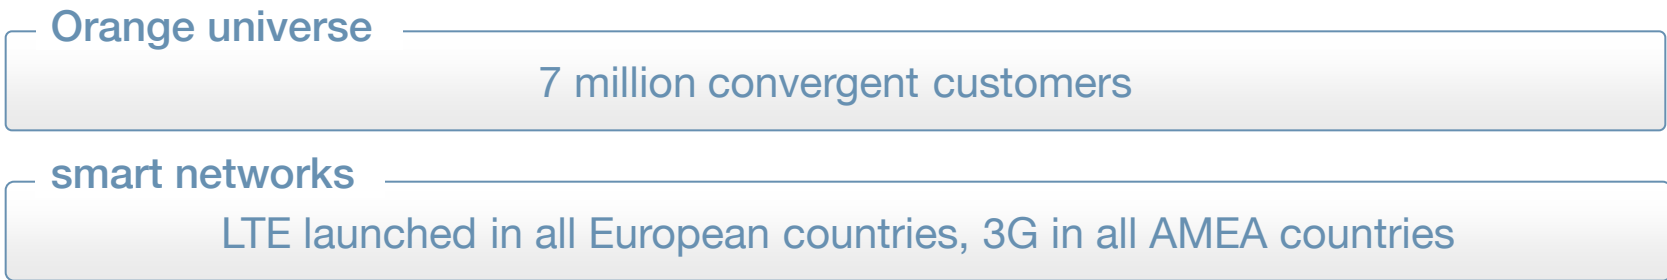 Orange universe
7 million convergent customers
smart networks
LTE launched in all European countries, 3G in all AMEA countries